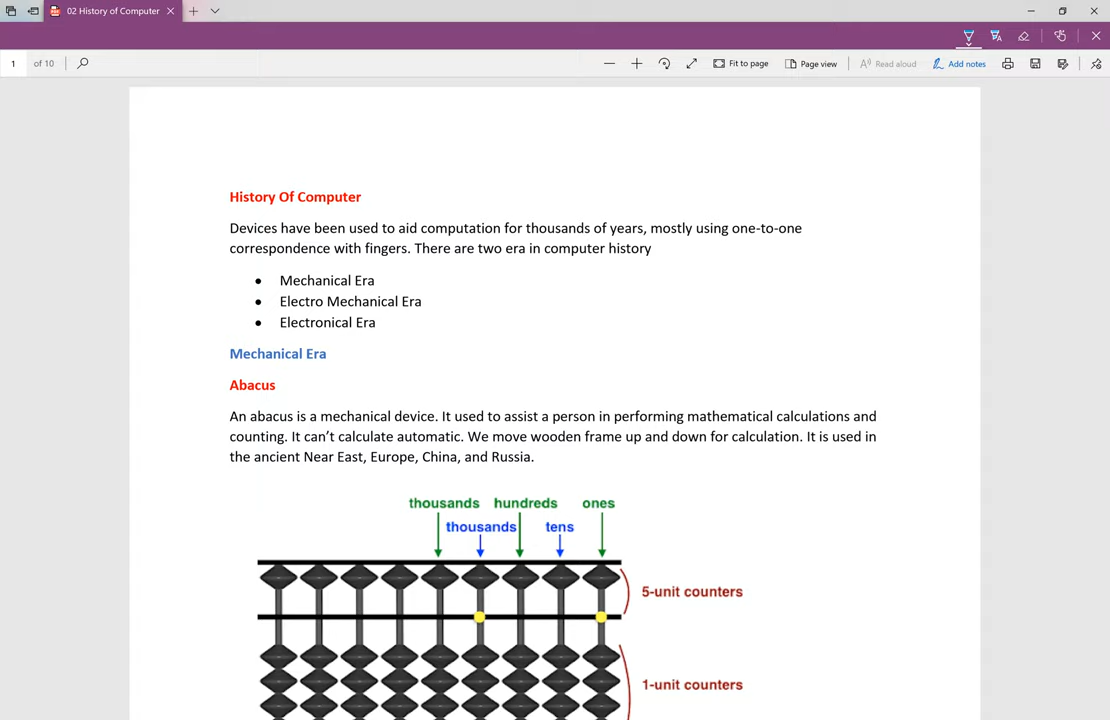 02 History of Computer
1 of 10
Fit to page
Page view
Read aloud
Add notes
History Of Computer
Devices have been used to aid computation for thousands of years, mostly using one-to-one
correspondence with fingers. There are two era in computer history
• Mechanical Era
• Electro Mechanical Era
• Electronical Era
Mechanical Era
Abacus
An abacus is a mechanical device. It used to assist a person in performing mathematical calculations and
counting. It can’t calculate automatic. We move wooden frame up and down for calculation. It is used in
the ancient Near East, Europe, China, and Russia.
thousands hundreds ones
thousands tens
5-unit counters
1-unit counters